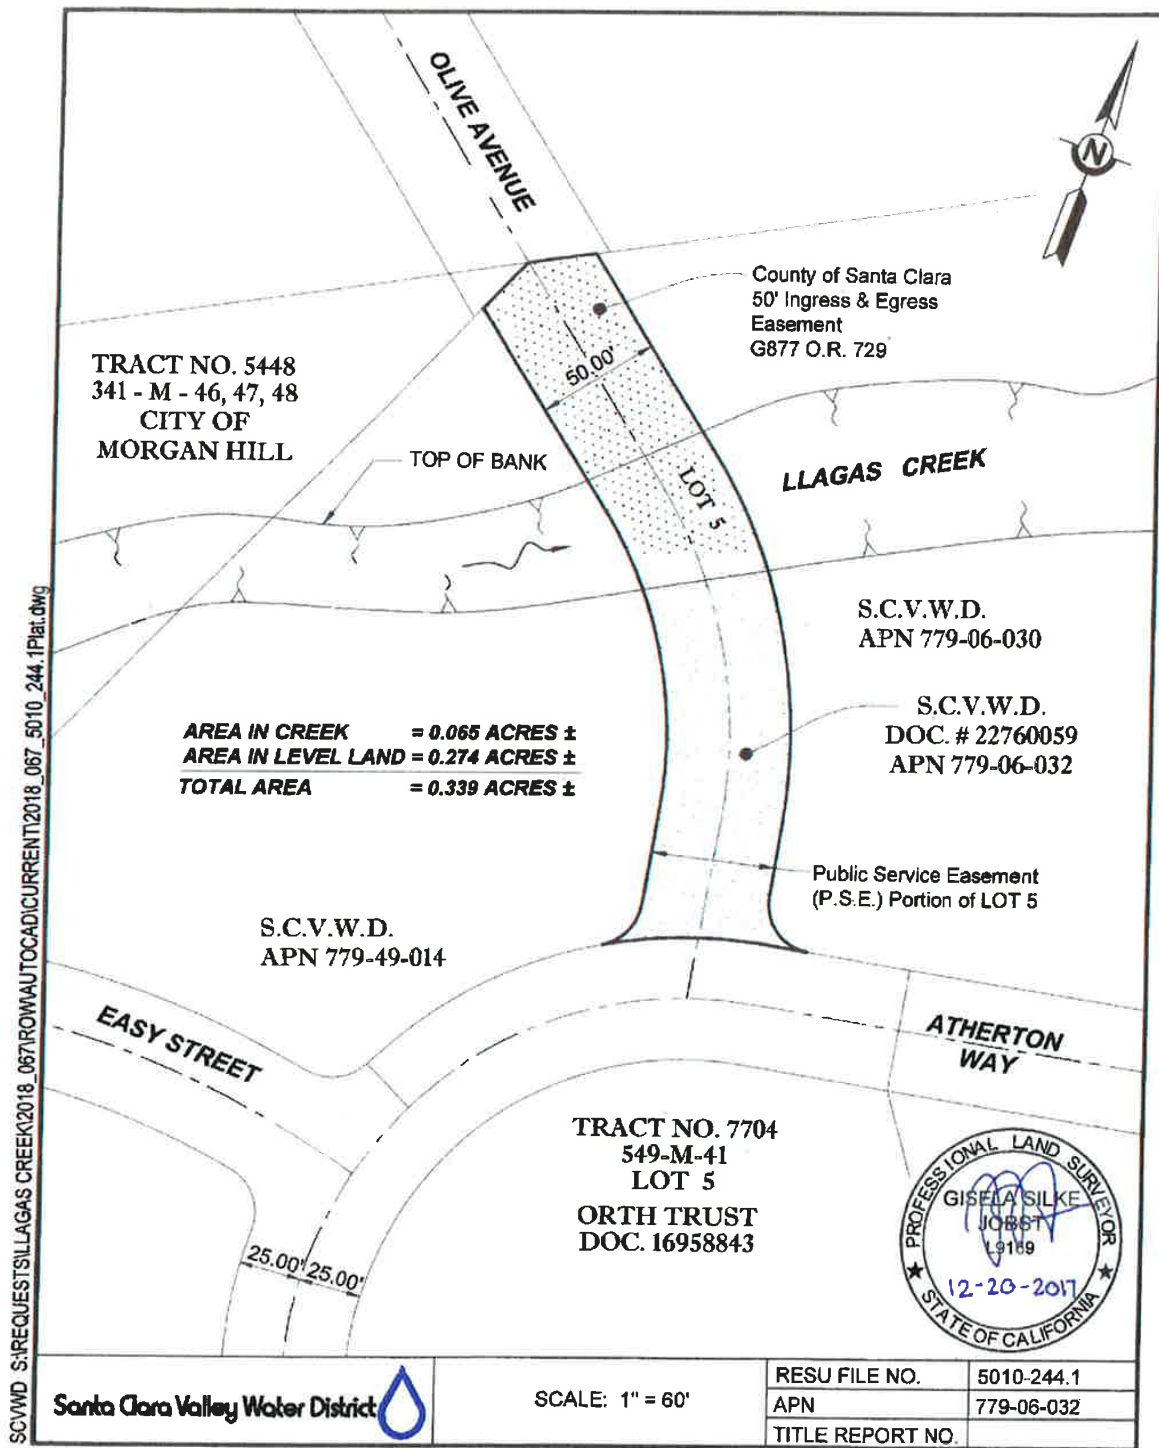 OLIVE AVENUE
N
County of Santa Clara
50' Ingress & Egress
Easement
G877 O.R. 729
TRACT NO. 5448
341 - M - 46, 47, 48
CITY OF
MORGAN HILL
50.00'
TOP OF BANK
LOT 5
LLAGAS CREEK
S.C.V.W.D.
APN 779-06-030
S.C.V.W.D.
DOC. # 22760059
APN 779-06-032
AREA IN CREEK = 0.065 ACRES ±
AREA IN LEVEL LAND = 0.274 ACRES ±
TOTAL AREA = 0.339 ACRES ±
Public Service Easement
(P.S.E.) Portion of LOT 5
S.C.V.W.D.
APN 779-49-014
EASY STREET
ATHERTON
WAY
TRACT NO. 7704
549-M-41
LOT 5
ORTH TRUST
DOC. 16958843
25.00' 25.00'
PROFESSIONAL LAND SURVEYOR
GISELA SILKE
JOBST
L9169
12-20-2017
STATE OF CALIFORNIA
SCVWD S:\REQUESTS\LLAGAS CREEK\2018_067\ROW\AUTOCAD\CURRENT\2018_067_5010_244.1Plat.dwg
Santa Clara Valley Water District
SCALE: 1" = 60'
RESU FILE NO. 5010-244.1
APN 779-06-032
TITLE REPORT NO.